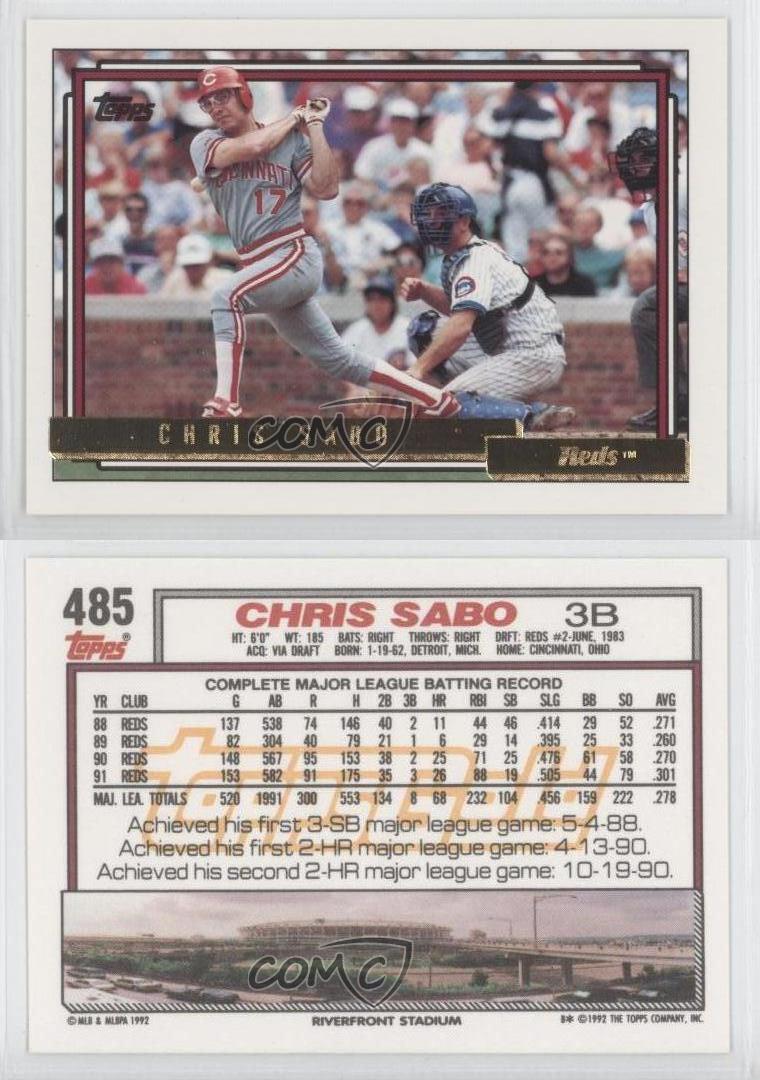 Topps
CINCINNATI
17
CHRIS SABO
COMC
Reds™
485
Topps®
CHRIS SABO 3B
HT: 6'0" WT: 185 BATS: RIGHT THROWS: RIGHT DRFT: REDS #2-JUNE, 1983
ACQ: VIA DRAFT BORN: 1-19-62, DETROIT, MICH. HOME: CINCINNATI, OHIO
COMPLETE MAJOR LEAGUE BATTING RECORD
YR CLUB G AB R H 2B 3B HR RBI SB SLG BB SO AVG
88 REDS 137 538 74 146 40 2 11 44 46 .414 29 52 .271
89 REDS 82 304 40 79 21 1 6 29 14 .395 25 33 .260
90 REDS 148 567 95 153 38 2 25 71 25 .476 61 58 .270
91 REDS 153 582 91 175 35 3 26 88 19 .505 44 79 .301
MAJ. LEA. TOTALS 520 1991 300 553 134 8 68 232 104 .456 159 222 .278
ToppsGold
Achieved his first 3-SB major league game: 5-4-88.
Achieved his first 2-HR major league game: 4-13-90.
Achieved his second 2-HR major league game: 10-19-90.
COMC
© MLB & MLBPA 1992 RIVERFRONT STADIUM B* © 1992 THE TOPPS COMPANY, INC.